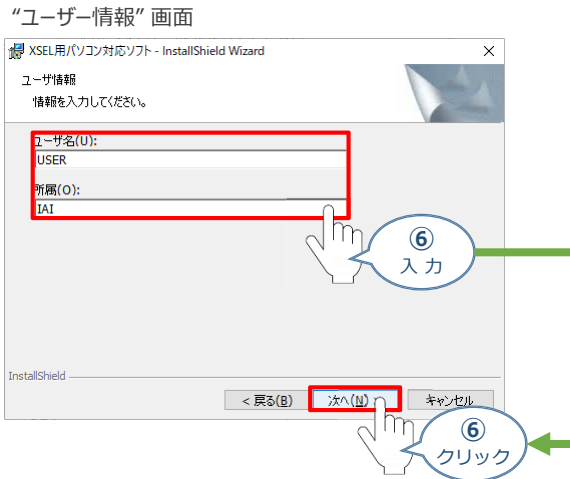 “ユーザー情報” 画面
XSEL用パソコン対応ソフト - InstallShield Wizard
ユーザ情報
情報を入力してください。
ユーザ名(U):
USER
所属(O):
IAI
⑥
入 力
InstallShield
< 戻る(B) 次へ(N) > キャンセル
⑥
クリック